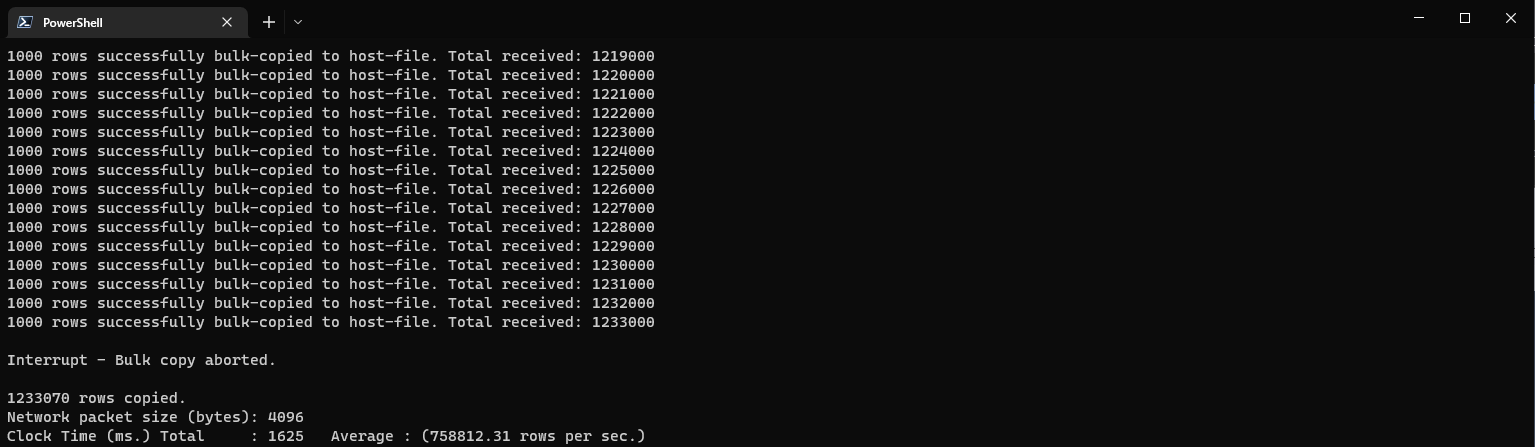 PowerShell
1000 rows successfully bulk-copied to host-file. Total received: 1219000
1000 rows successfully bulk-copied to host-file. Total received: 1220000
1000 rows successfully bulk-copied to host-file. Total received: 1221000
1000 rows successfully bulk-copied to host-file. Total received: 1222000
1000 rows successfully bulk-copied to host-file. Total received: 1223000
1000 rows successfully bulk-copied to host-file. Total received: 1224000
1000 rows successfully bulk-copied to host-file. Total received: 1225000
1000 rows successfully bulk-copied to host-file. Total received: 1226000
1000 rows successfully bulk-copied to host-file. Total received: 1227000
1000 rows successfully bulk-copied to host-file. Total received: 1228000
1000 rows successfully bulk-copied to host-file. Total received: 1229000
1000 rows successfully bulk-copied to host-file. Total received: 1230000
1000 rows successfully bulk-copied to host-file. Total received: 1231000
1000 rows successfully bulk-copied to host-file. Total received: 1232000
1000 rows successfully bulk-copied to host-file. Total received: 1233000
Interrupt - Bulk copy aborted.
1233070 rows copied.
Network packet size (bytes): 4096
Clock Time (ms.) Total     : 1625   Average : (758812.31 rows per sec.)